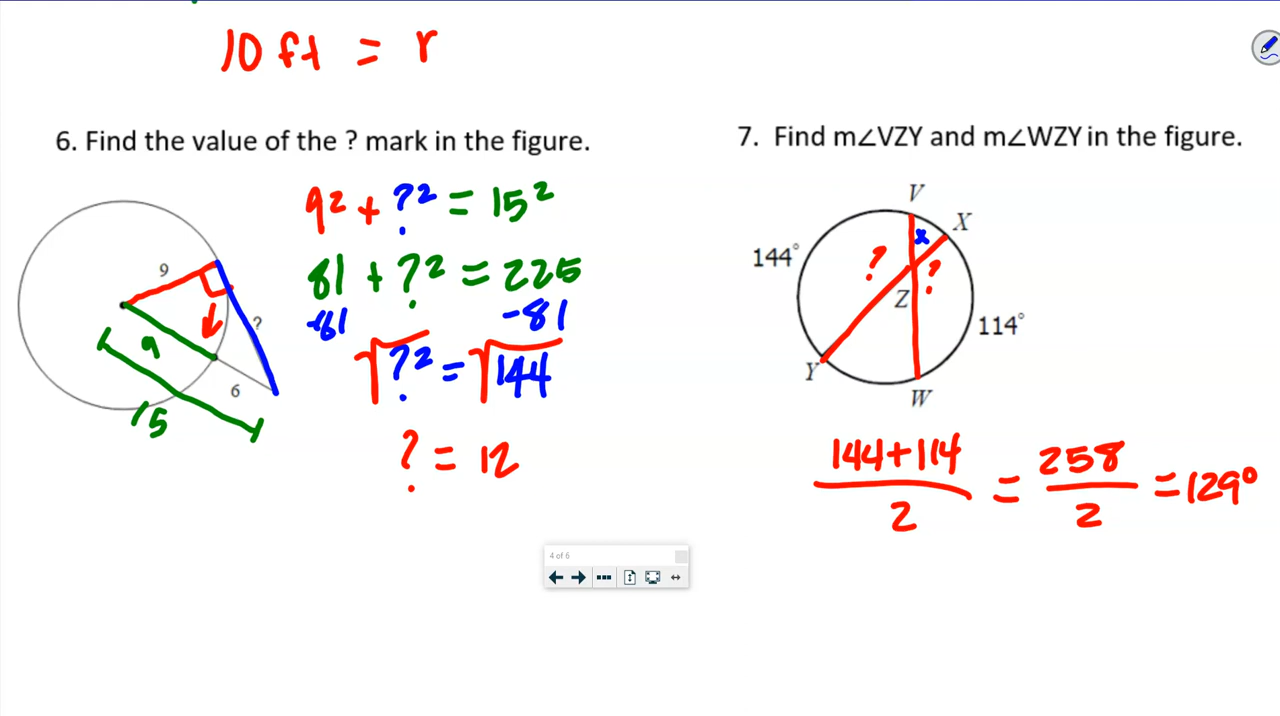 10 ft = r
6. Find the value of the ? mark in the figure.
9² + ?² = 15²
81 + ?² = 225
-81 -81
√?² = √144
? = 12
9
?
9
6
15
7. Find m∠VZY and m∠WZY in the figure.
V
X
x
144°
?
?
Z
114°
Y
W
144+114 / 2 = 258 / 2 = 129°
4 of 6